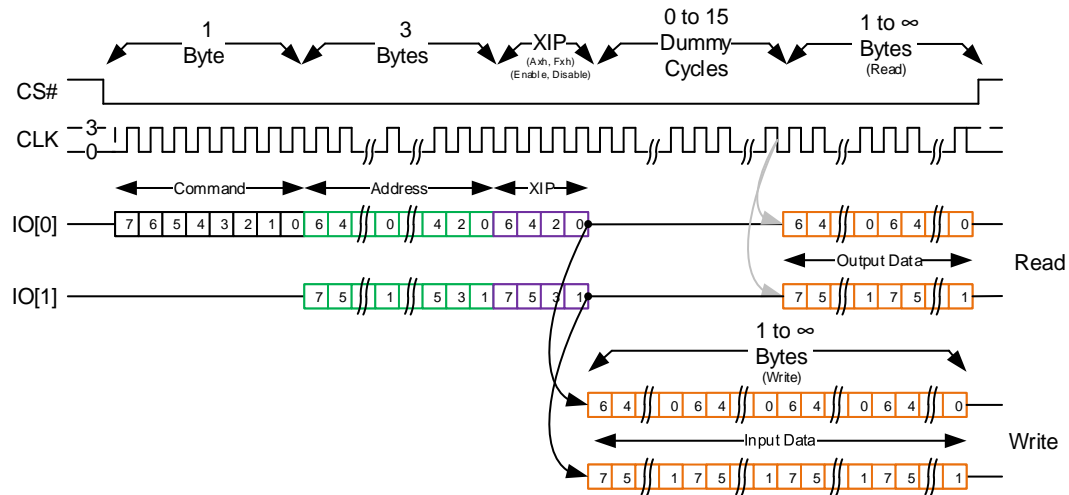 1 Byte
3 Bytes
XIP (Axh, Fxh) (Enable, Disable)
0 to 15 Dummy Cycles
1 to ∞ Bytes (Read)
CS#
CLK 3 0
Command Address XIP
IO[0] 7 6 5 4 3 2 1 0 6 4 0 4 2 0 6 4 2 0 6 4 0 6 4 0
Output Data Read
IO[1] 7 5 1 5 3 1 7 5 3 1 7 5 1 7 5 1
1 to ∞ Bytes (Write)
6 4 0 6 4 0 6 4 0 6 4 0
Input Data Write
7 5 1 7 5 1 7 5 1 7 5 1